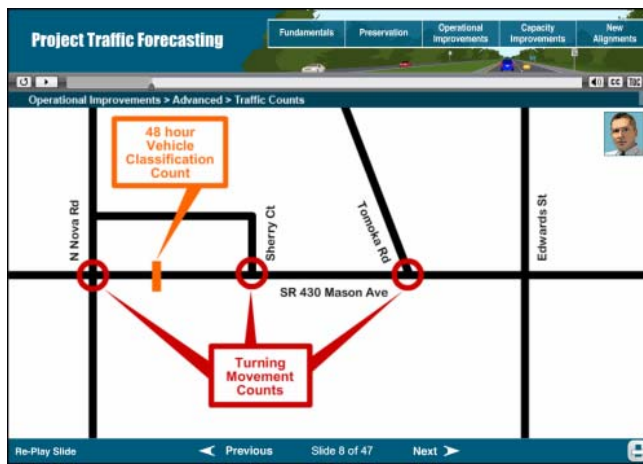 Project Traffic Forecasting
Fundamentals
Preservation
Operational
Improvements
Capacity
Improvements
New
Alignments
CC TOC
Operational Improvements > Advanced > Traffic Counts
48 hour
Vehicle
Classification
Count
N Nova Rd
Sherry Ct
Tomoka Rd
Edwards St
SR 430 Mason Ave
Turning
Movement
Counts
Re-Play Slide
Previous
Slide 8 of 47
Next